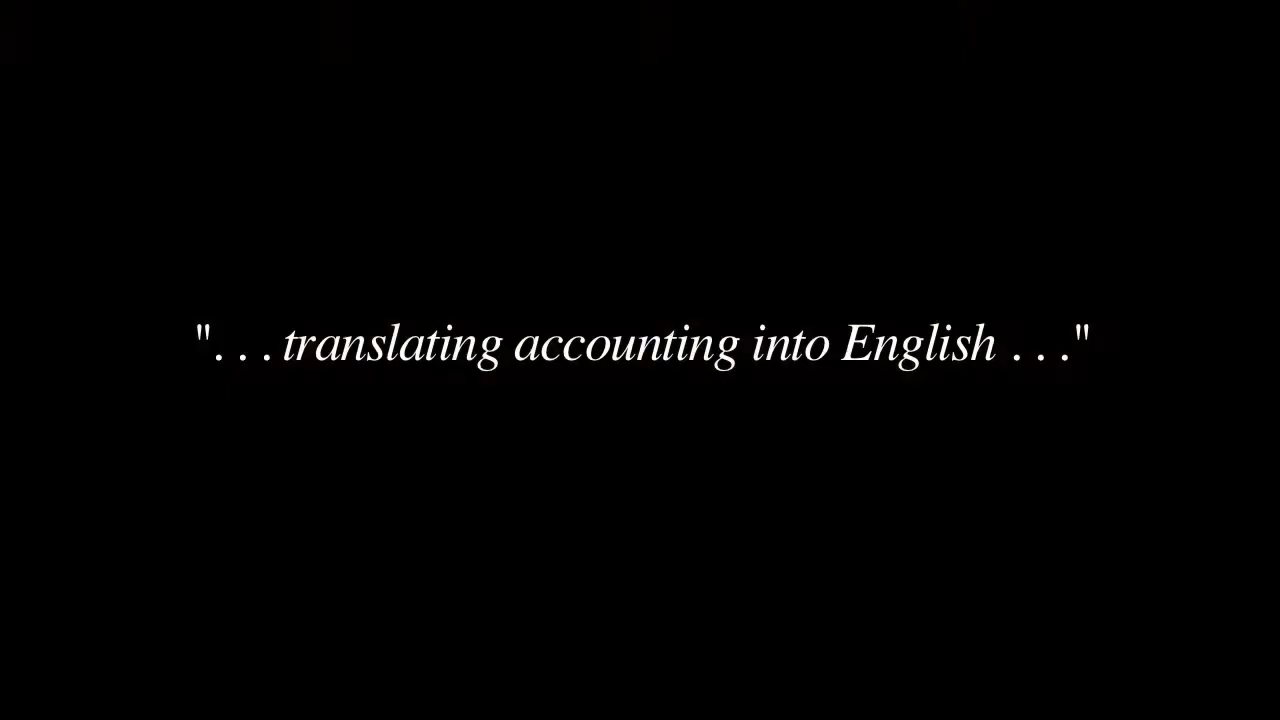 ". . . translating accounting into English . . ."